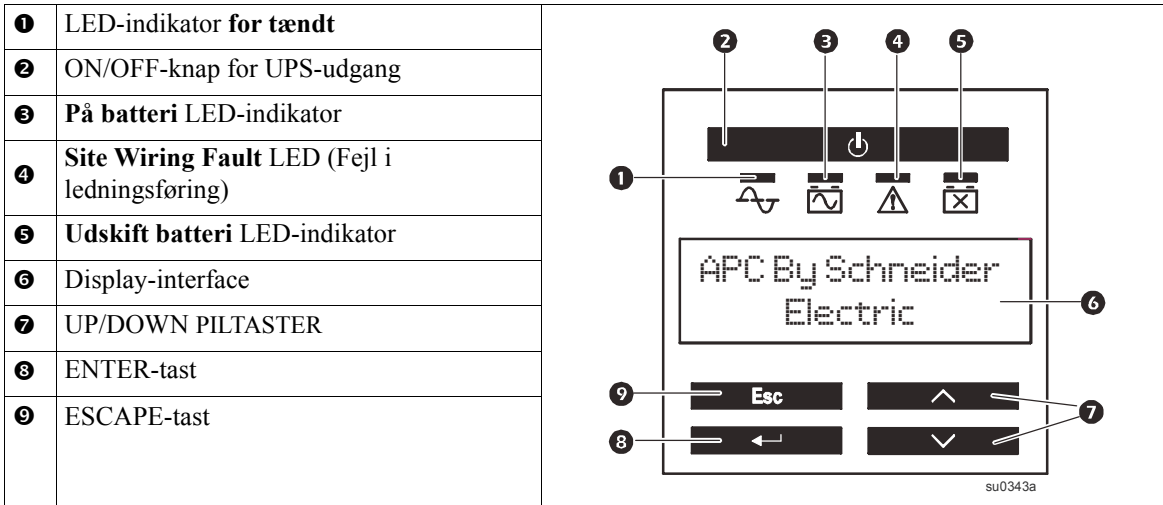 ❶ LED-indikator for tændt
❷ ON/OFF-knap for UPS-udgang
❸ På batteri LED-indikator
❹ Site Wiring Fault LED (Fejl i
ledningsføring)
❺ Udskift batteri LED-indikator
❻ Display-interface
❼ UP/DOWN PILTASTER
❽ ENTER-tast
❾ ESCAPE-tast
❷ ❸ ❹ ❺
❶
APC By Schneider
Electric
❻
❾ Esc
❼
❽
su0343a